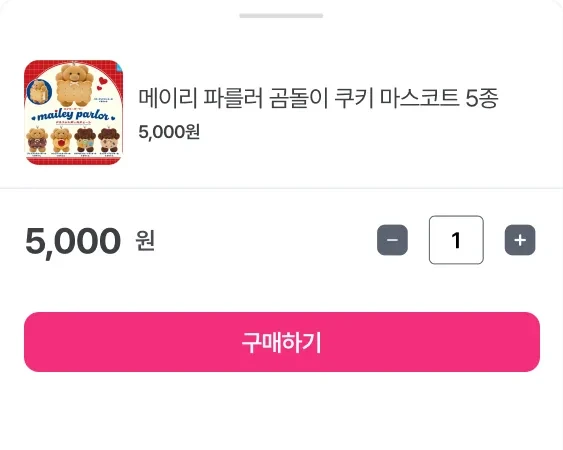 mailey parlor
메이리 파를러 곰돌이 쿠키 마스코트 5종
5,000원
5,000 원
− 1 +
구매하기